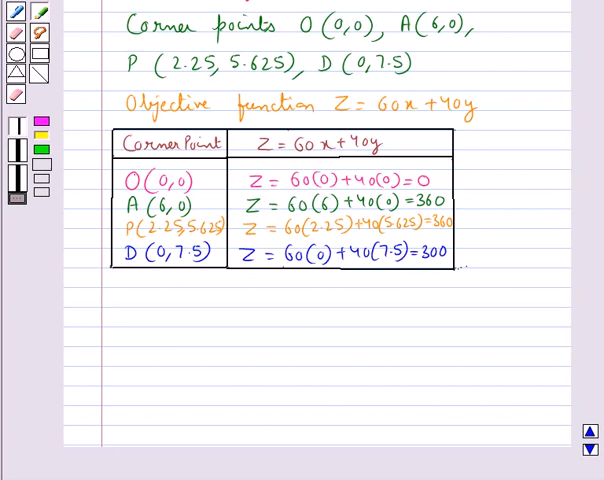 Corner points O (0,0), A(6,0),
P (2.25, 5.625), D (0,7.5)
Objective function Z = 60x+40y
Corner Point Z = 60x+40y
O(0,0) Z = 60(0)+40(0)=0
A (6,0) Z = 60(6)+40(0)=360
P(2.25,5.625) Z = 60(2.25)+40(5.625)=360
D (0,7.5) Z = 60(0)+40(7.5)=300